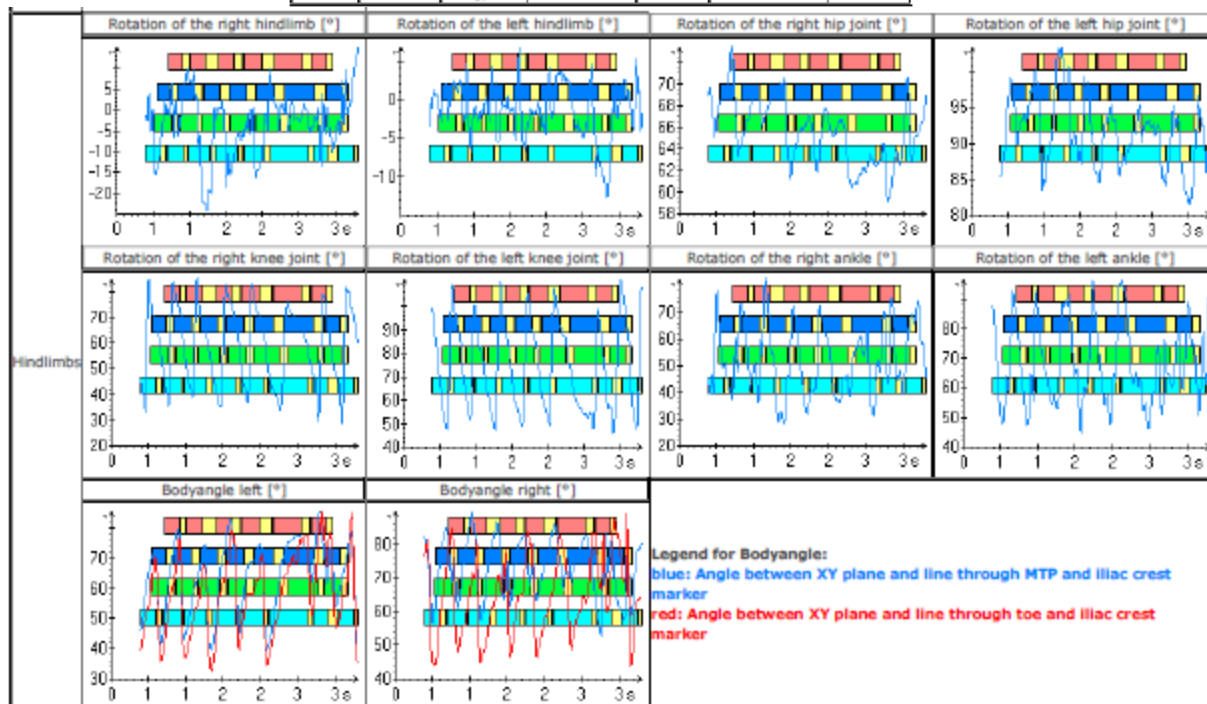 Rotation of the right hindlimb [°]
Rotation of the left hindlimb [°]
Rotation of the right hip joint [°]
Rotation of the left hip joint [°]
5
0
-5
-10
-15
-20
0 1 1 2 2 3 3s
0
-5
-10
0 1 1 2 2 3 3s
70
68
66
64
62
60
58
0 1 1 2 2 3 3s
95
90
85
80
0 1 1 2 2 3 3s
Hindlimbs
Rotation of the right knee joint [°]
Rotation of the left knee joint [°]
Rotation of the right ankle [°]
Rotation of the left ankle [°]
70
60
50
40
30
20
0 1 1 2 2 3 3s
90
80
70
60
50
40
0 1 1 2 2 3 3s
70
60
50
40
30
20
0 1 1 2 2 3 3s
80
70
60
50
40
0 1 1 2 2 3 3s
Bodyangle left [°]
Bodyangle right [°]
70
60
50
40
30
0 1 1 2 2 3 3s
80
70
60
50
40
0 1 1 2 2 3 3s
Legend for Bodyangle:
blue: Angle between XY plane and line through MTP and iliac crest
marker
red: Angle between XY plane and line through toe and iliac crest
marker